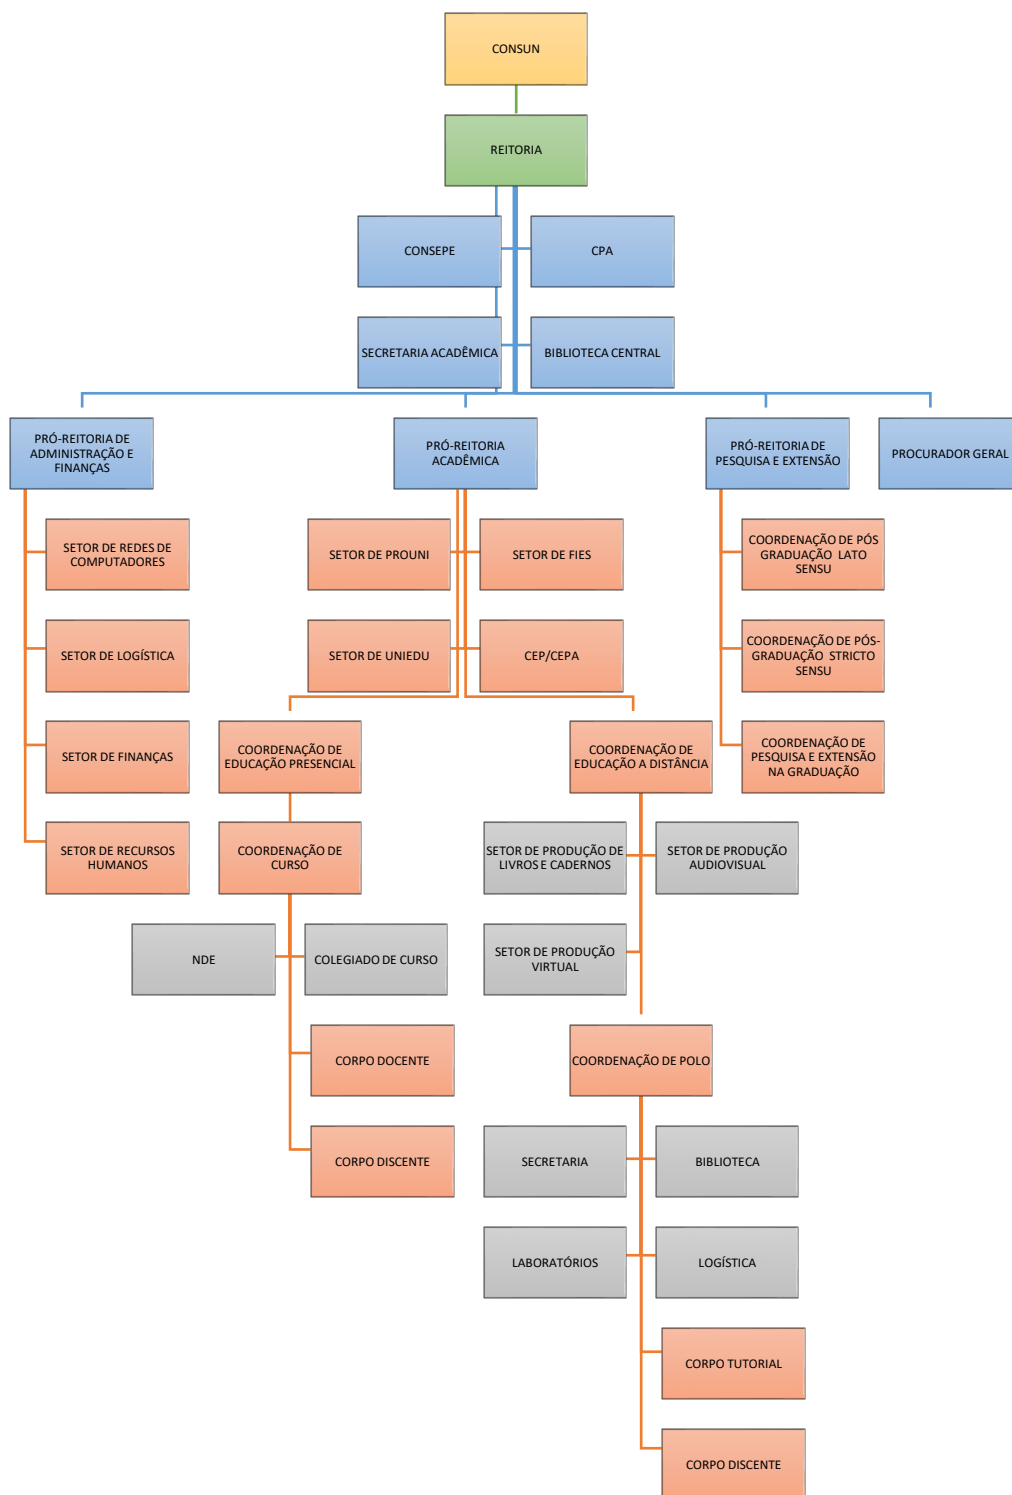 CONSUN
REITORIA
CONSEPE
CPA
SECRETARIA ACADÊMICA
BIBLIOTECA CENTRAL
PRÓ-REITORIA DE
ADMINISTRAÇÃO E
FINANÇAS
PRÓ-REITORIA
ACADÊMICA
PRÓ-REITORIA DE
PESQUISA E EXTENSÃO
PROCURADOR GERAL
SETOR DE REDES DE
COMPUTADORES
SETOR DE PROUNI
SETOR DE FIES
COORDENAÇÃO DE PÓS
GRADUAÇÃO LATO
SENSU
SETOR DE LOGÍSTICA
SETOR DE UNIEDU
CEP/CEPA
COORDENAÇÃO DE PÓS-
GRADUAÇÃO STRICTO
SENSU
SETOR DE FINANÇAS
COORDENAÇÃO DE
EDUCAÇÃO PRESENCIAL
COORDENAÇÃO DE
EDUCAÇÃO A DISTÂNCIA
COORDENAÇÃO DE
PESQUISA E EXTENSÃO
NA GRADUAÇÃO
SETOR DE RECURSOS
HUMANOS
COORDENAÇÃO DE
CURSO
SETOR DE PRODUÇÃO DE
LIVROS E CADERNOS
SETOR DE PRODUÇÃO
AUDIOVISUAL
NDE
COLEGIADO DE CURSO
SETOR DE PRODUÇÃO
VIRTUAL
CORPO DOCENTE
COORDENAÇÃO DE POLO
CORPO DISCENTE
SECRETARIA
BIBLIOTECA
LABORATÓRIOS
LOGÍSTICA
CORPO TUTORIAL
CORPO DISCENTE